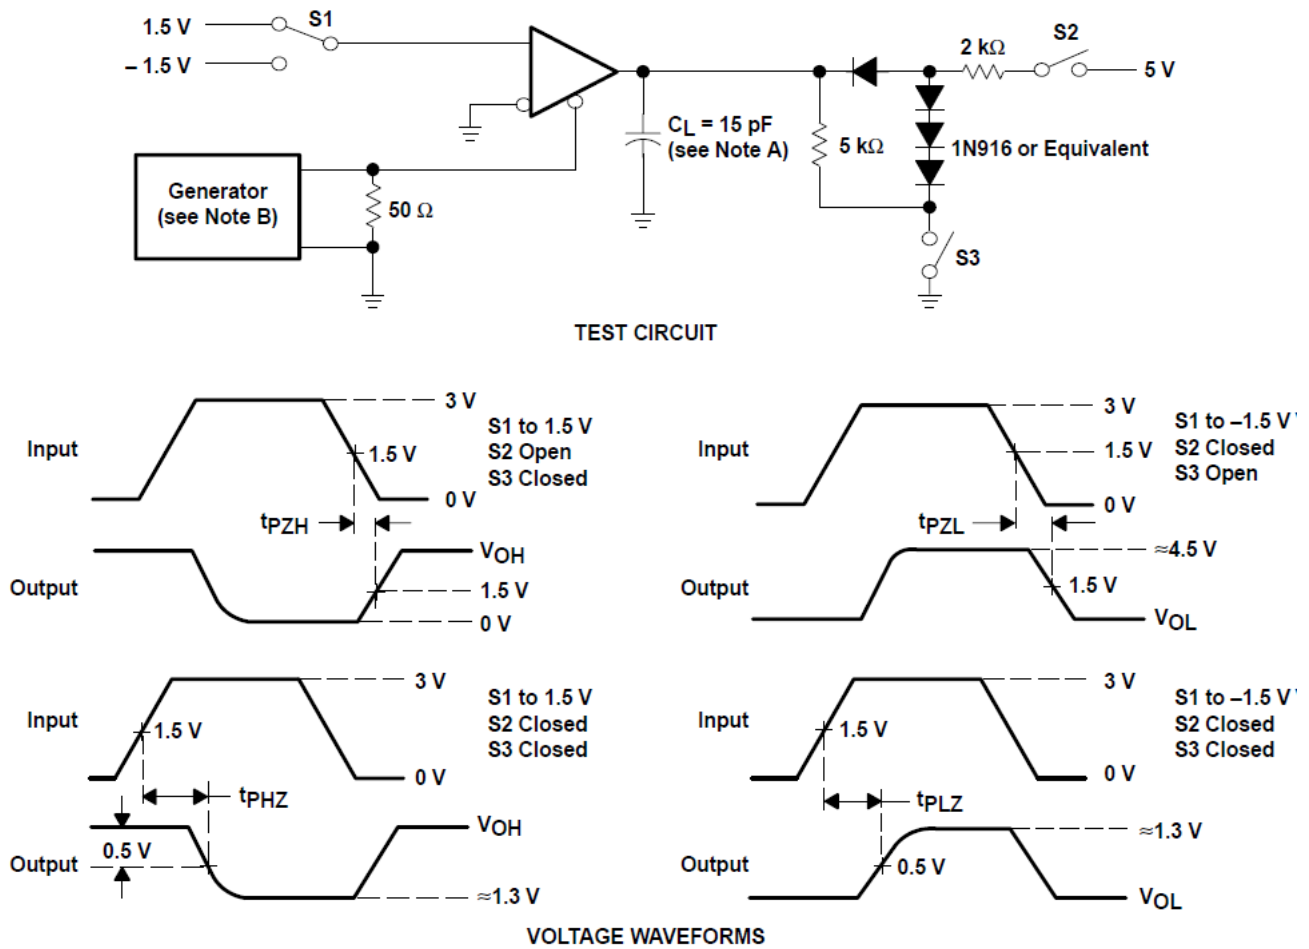 1.5 V
S1
– 1.5 V
2 kΩ
S2
5 V
CL = 15 pF
(see Note A)
5 kΩ
1N916 or Equivalent
Generator
(see Note B)
50 Ω
S3
TEST CIRCUIT
Input
3 V
1.5 V
0 V
S1 to 1.5 V
S2 Open
S3 Closed
tPZH
Output
VOH
1.5 V
0 V
Input
3 V
1.5 V
0 V
S1 to –1.5 V
S2 Closed
S3 Open
tPZL
Output
≈4.5 V
1.5 V
VOL
Input
3 V
1.5 V
0 V
S1 to 1.5 V
S2 Closed
S3 Closed
tPHZ
Output
VOH
0.5 V
≈1.3 V
Input
3 V
1.5 V
0 V
S1 to –1.5 V
S2 Closed
S3 Closed
tPLZ
Output
≈1.3 V
0.5 V
VOL
VOLTAGE WAVEFORMS